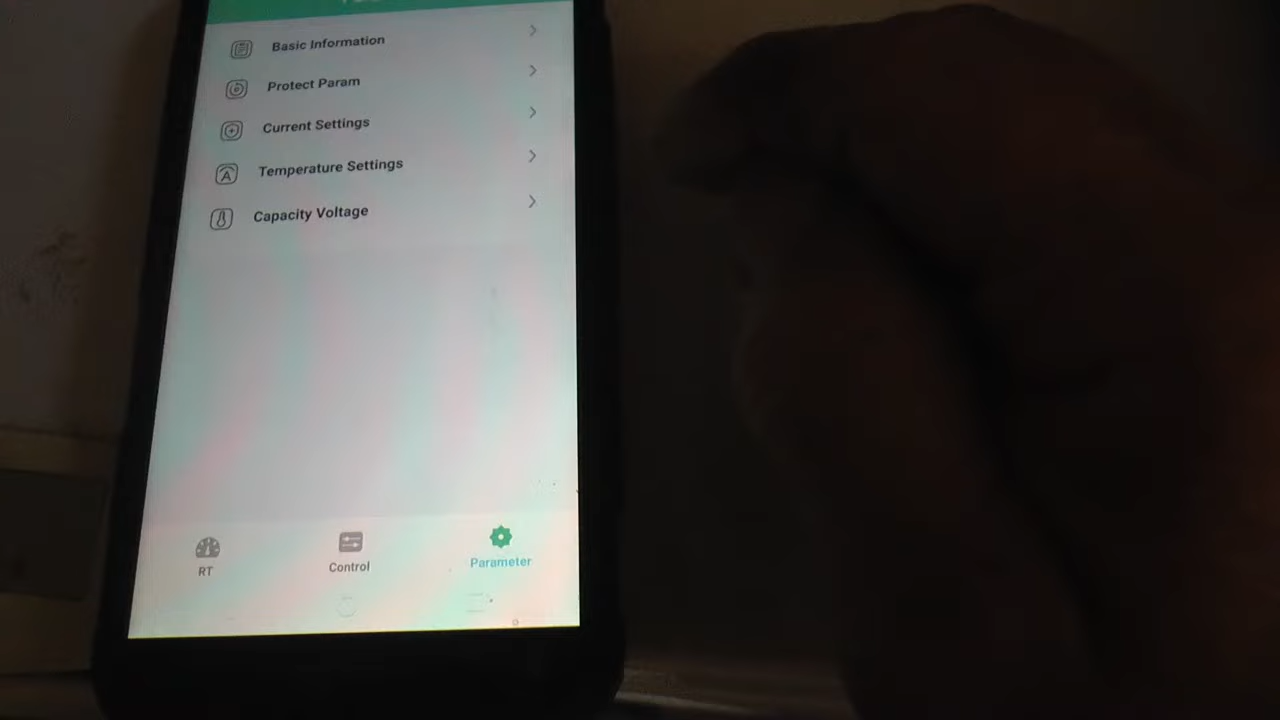 Basic Information
Protect Param
Current Settings
Temperature Settings
Capacity Voltage
RT
Control
Parameter